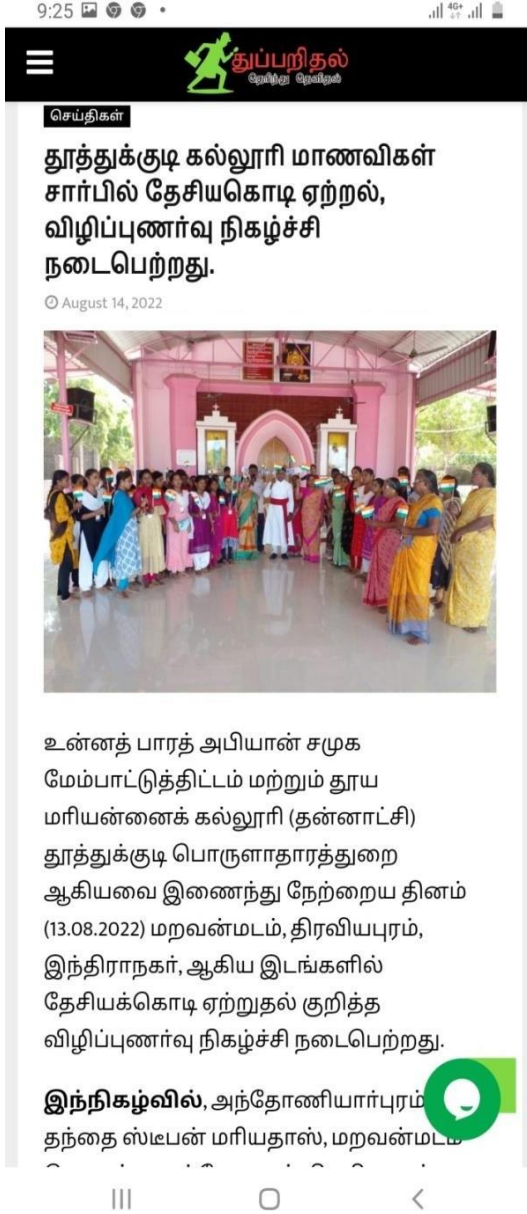 9:25
4G+
துப்பறிதல்
தேடிந்து தெளிதல்
செய்திகள்
தூத்துக்குடி கல்லூரி மாணவிகள்
சார்பில் தேசியகொடி ஏற்றல்,
விழிப்புணர்வு நிகழ்ச்சி
நடைபெற்றது.
August 14, 2022
உன்னத் பாரத் அபியான் சமுக
மேம்பாட்டுத்திட்டம் மற்றும் தூய
மரியன்னைக் கல்லூரி (தன்னாட்சி)
தூத்துக்குடி பொருளாதாரத்துறை
ஆகியவை இணைந்து நேற்றைய தினம்
(13.08.2022) மறவன்மடம், திரவியபுரம்,
இந்திராநகர், ஆகிய இடங்களில்
தேசியக்கொடி ஏற்றுதல் குறித்த
விழிப்புணர்வு நிகழ்ச்சி நடைபெற்றது.
இந்நிகழ்வில், அந்தோணியார்புரம்
தந்தை ஸ்டீபன் மரியதாஸ், மறவன்மடம்